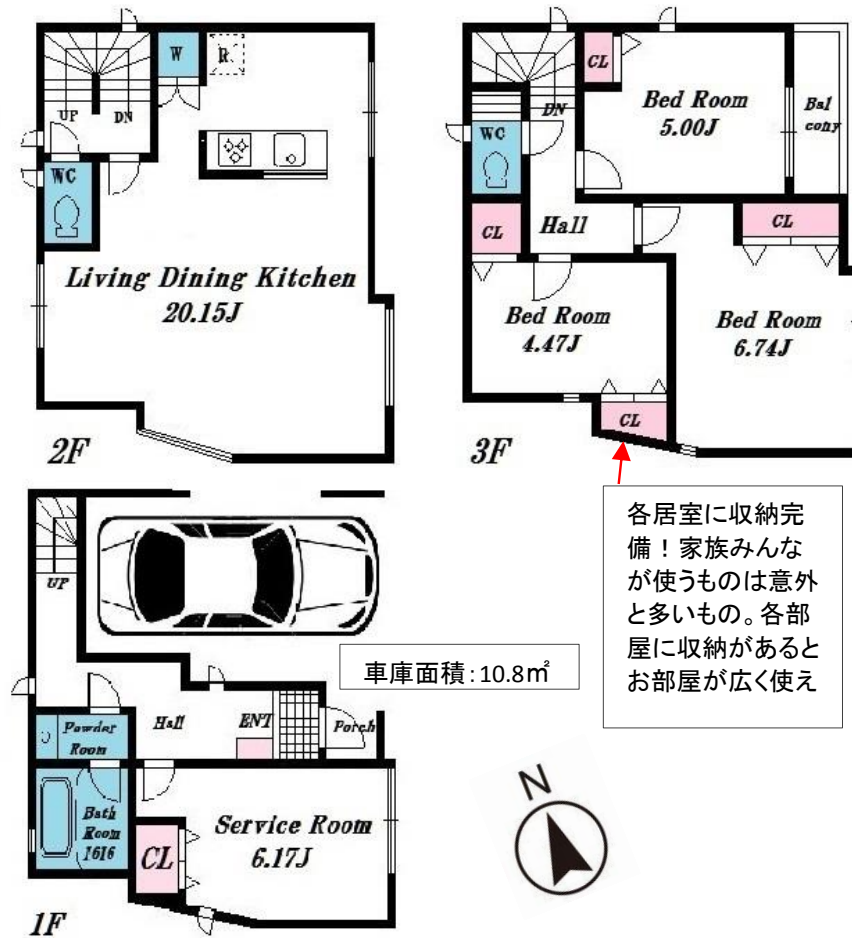 W
R
UP
DN
WC
Living Dining Kitchen
20.15J
2F
CL
Bed Room
5.00J
Bal
cony
DN
WC
CL
Hall
CL
Bed Room
4.47J
Bed Room
6.74J
CL
3F
各居室に収納完
備！家族みんな
が使うものは意外
と多いもの。各部
屋に収納があると
お部屋が広く使え
UP
車庫面積：10.8㎡
Hall
ENT
Porch
Powder
Room
Bath
Room
1616
CL
Service Room
6.17J
1F
N